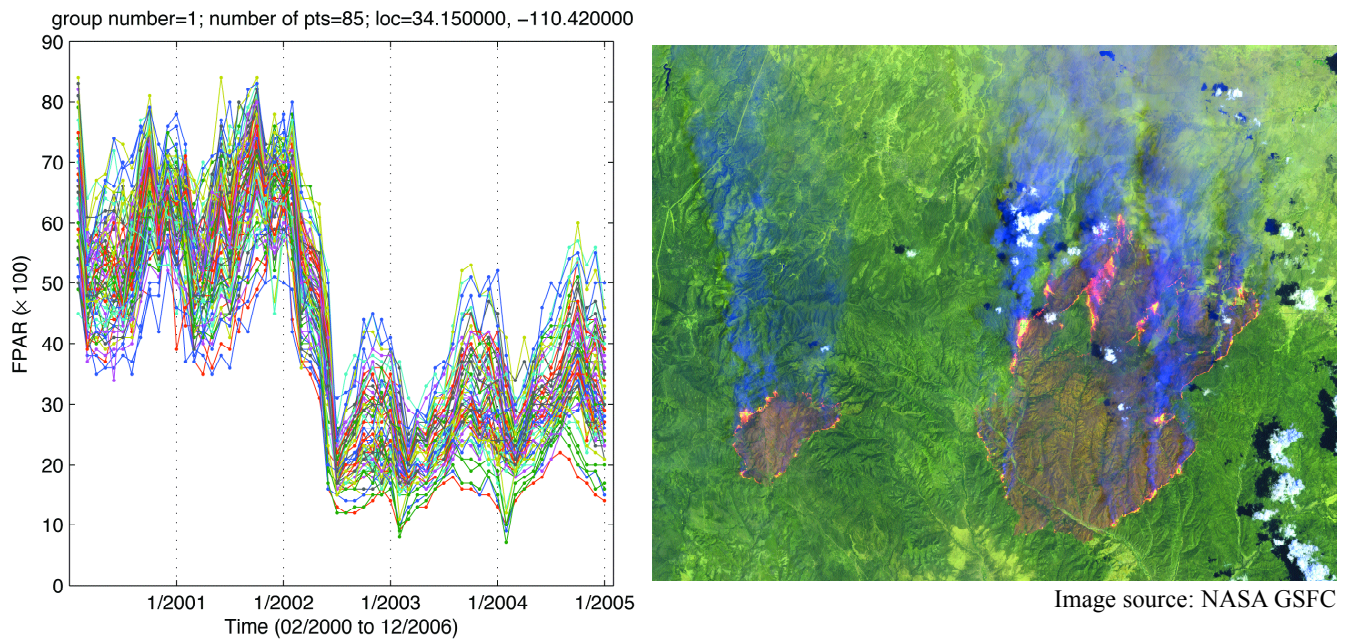 group number=1; number of pts=85; loc=34.150000, −110.420000
90
80
70
60
50
40
30
20
10
0
FPAR (× 100)
1/2001 1/2002 1/2003 1/2004 1/2005
Time (02/2000 to 12/2006)
Image source: NASA GSFC